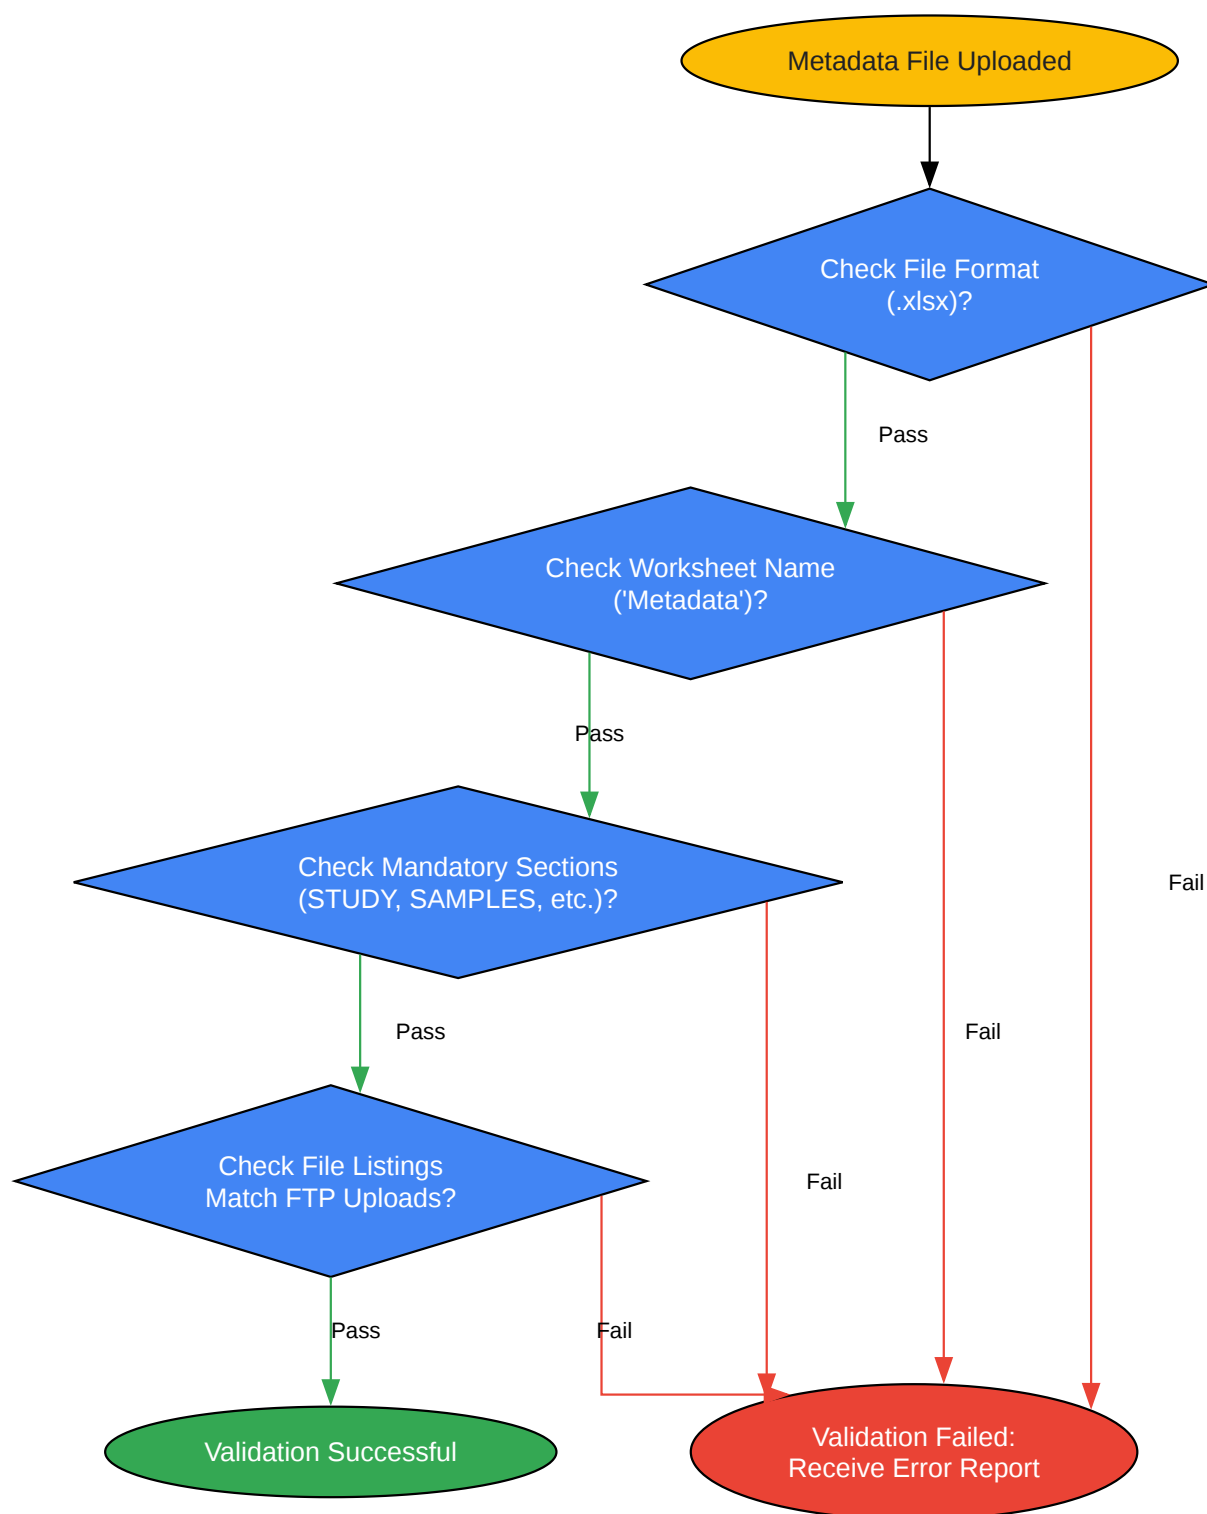 Metadata File Uploaded
Check File Format
(.xlsx)?
Pass
Check Worksheet Name
('Metadata')?
Pass
Check Mandatory Sections
(STUDY, SAMPLES, etc.)?
Fail
Pass
Fail
Check File Listings
Match FTP Uploads?
Fail
Pass
Fail
Validation Successful
Validation Failed:
Receive Error Report